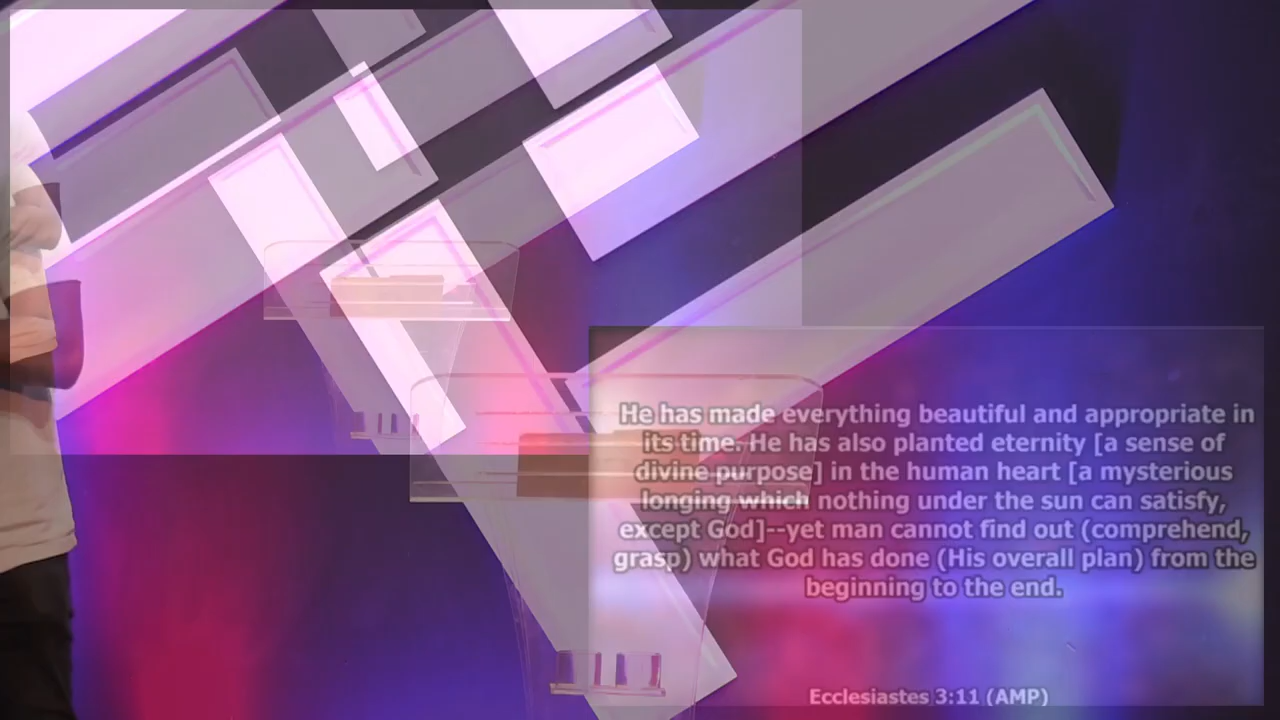 He has made everything beautiful and appropriate in
its time. He has also planted eternity [a sense of
divine purpose] in the human heart [a mysterious
longing which nothing under the sun can satisfy,
except God]--yet man cannot find out (comprehend,
grasp) what God has done (His overall plan) from the
beginning to the end.
Ecclesiastes 3:11 (AMP)